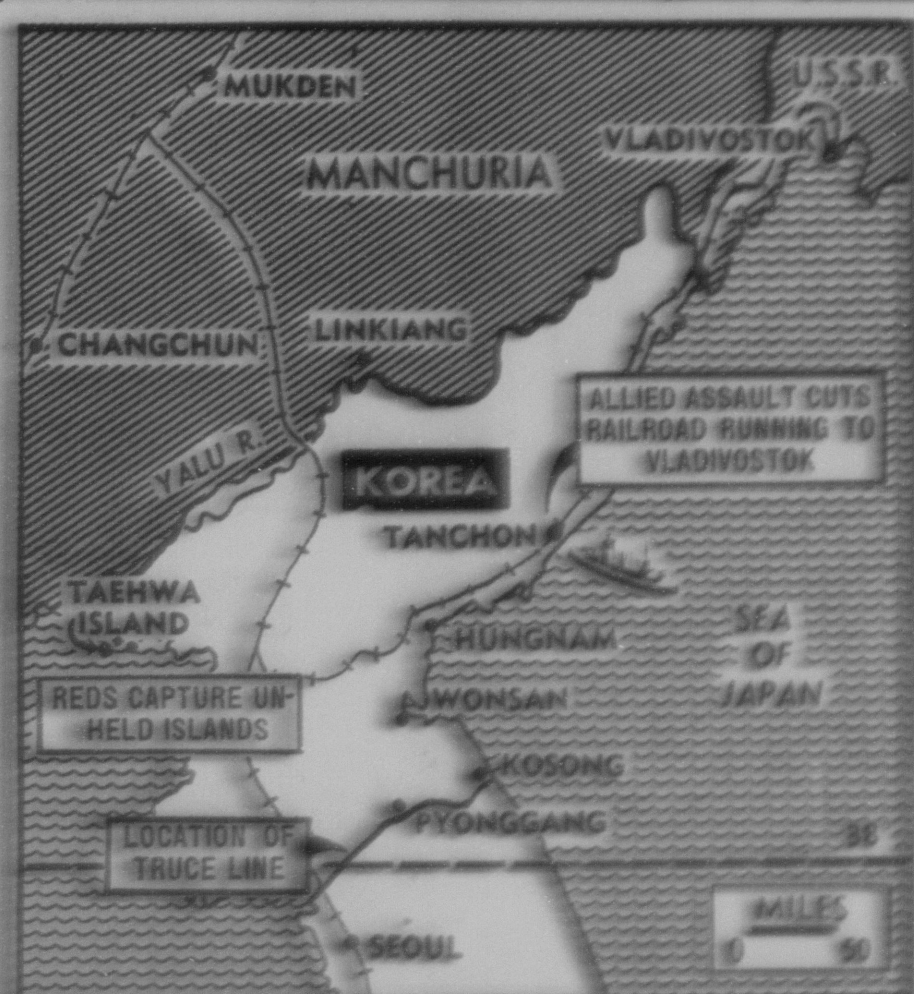 U.S.S.R.
MUKDEN
VLADIVOSTOK
MANCHURIA
LINKIANG
CHANGCHUN
ALLIED ASSAULT CUTS
RAILROAD RUNNING TO
VLADIVOSTOK
YALU R.
KOREA
TANCHON
TAEHWA
ISLAND
SEA
OF
JAPAN
HUNGNAM
REDS CAPTURE UN-
HELD ISLANDS
WONSAN
KOSONG
PYONGGANG
LOCATION OF
TRUCE LINE
38
MILES
0 50
SEOUL